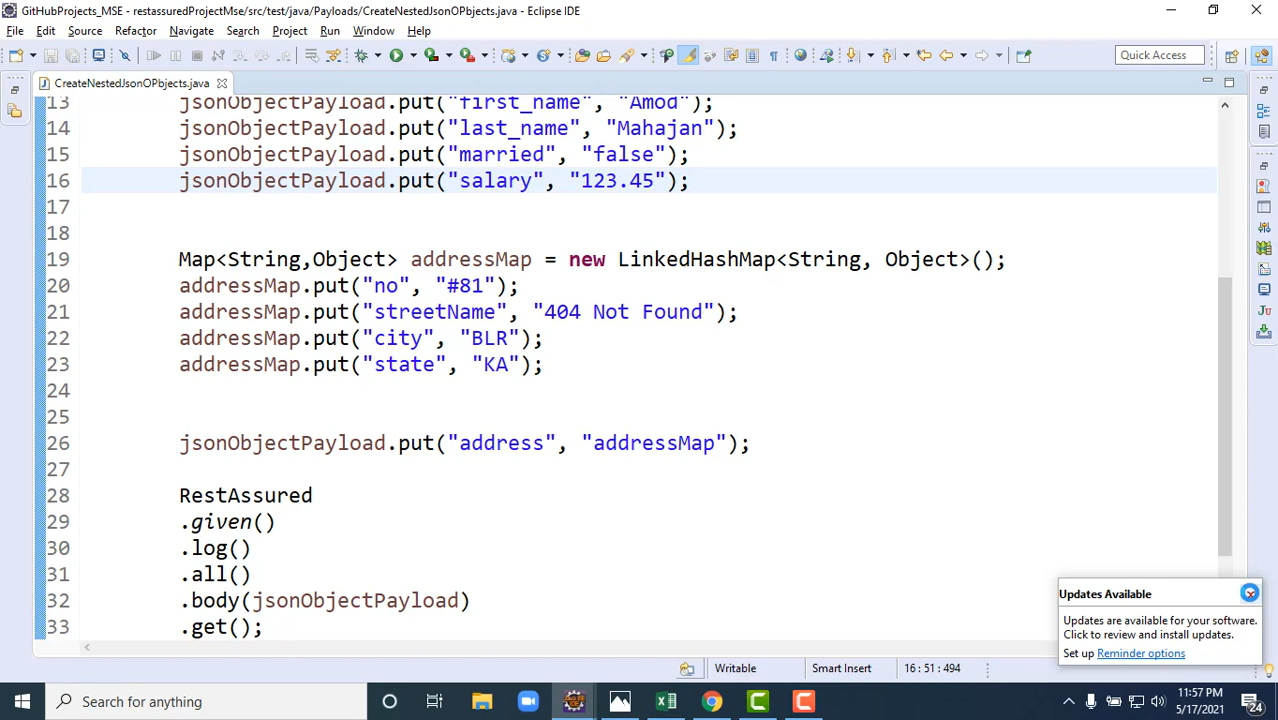 GitHubProjects_MSE - restassuredProjectMse/src/test/java/Payloads/CreateNestedJsonOPbjects.java - Eclipse IDE
File Edit Source Refactor Navigate Search Project Run Window Help
Quick Access
CreateNestedJsonOPbjects.java
13 jsonObjectPayload.put("first_name", "Amod");
14 jsonObjectPayload.put("last_name", "Mahajan");
15 jsonObjectPayload.put("married", "false");
16 jsonObjectPayload.put("salary", "123.45");
17
18
19 Map<String,Object> addressMap = new LinkedHashMap<String, Object>();
20 addressMap.put("no", "#81");
21 addressMap.put("streetName", "404 Not Found");
22 addressMap.put("city", "BLR");
23 addressMap.put("state", "KA");
24
25
26 jsonObjectPayload.put("address", "addressMap");
27
28 RestAssured
29 .given()
30 .log()
31 .all()
32 .body(jsonObjectPayload)
33 .get();
Updates Available
Updates are available for your software.
Click to review and install updates.
Set up Reminder options
Writable Smart Insert 16 : 51 : 494
Search for anything
11:57 PM
5/17/2021
24